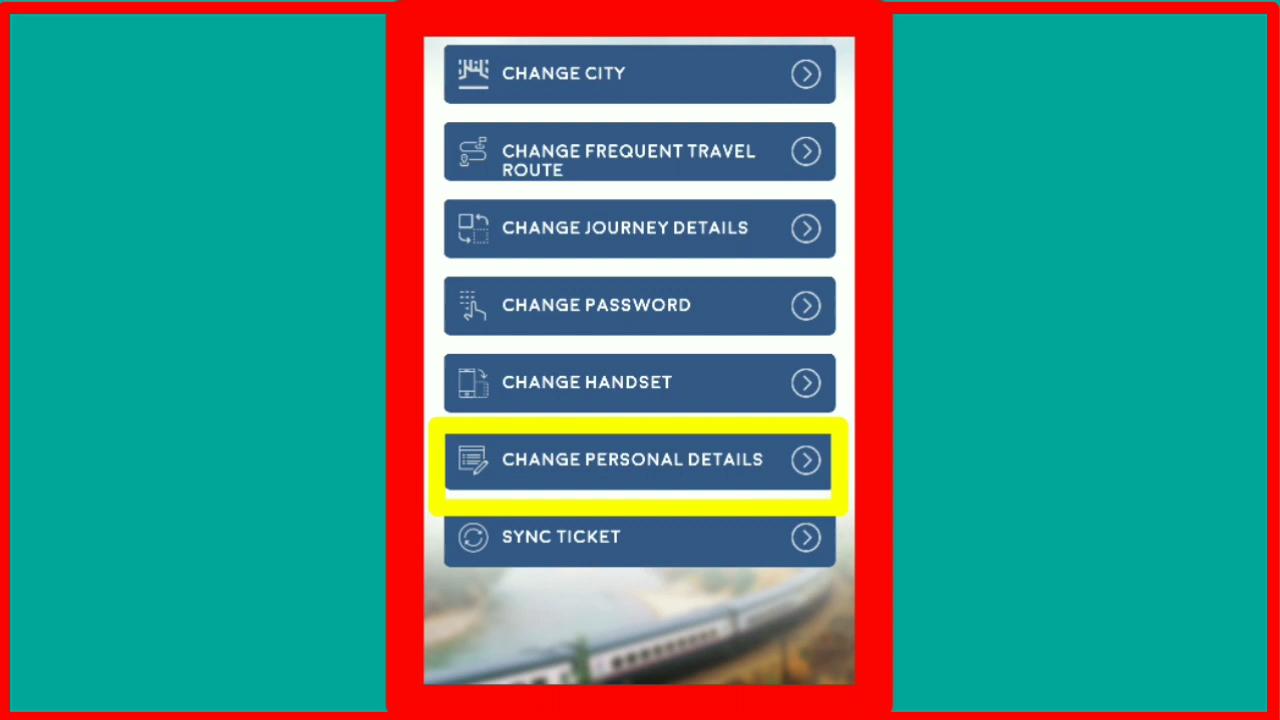 CHANGE CITY
CHANGE FREQUENT TRAVEL
ROUTE
CHANGE JOURNEY DETAILS
CHANGE PASSWORD
CHANGE HANDSET
CHANGE PERSONAL DETAILS
SYNC TICKET